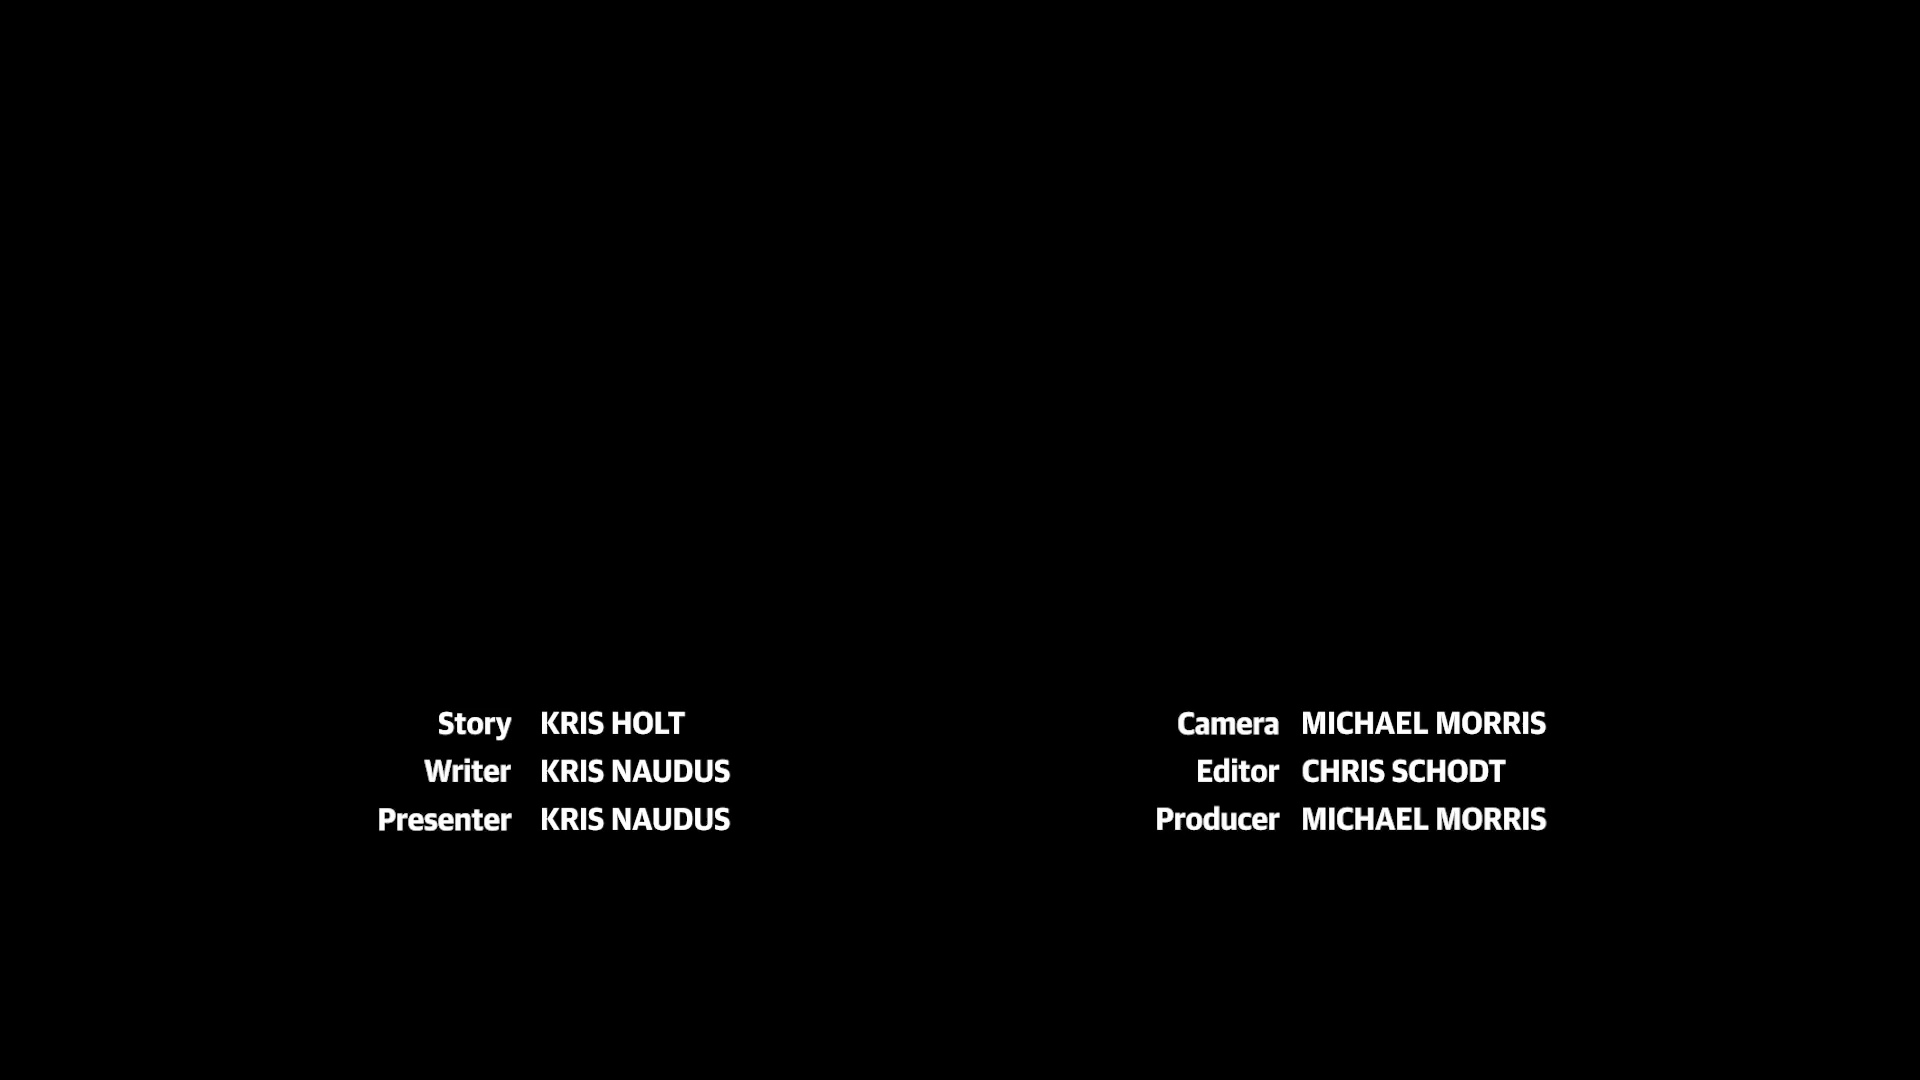 Story KRIS HOLT
Writer KRIS NAUDUS
Presenter KRIS NAUDUS
Camera MICHAEL MORRIS
Editor CHRIS SCHODT
Producer MICHAEL MORRIS